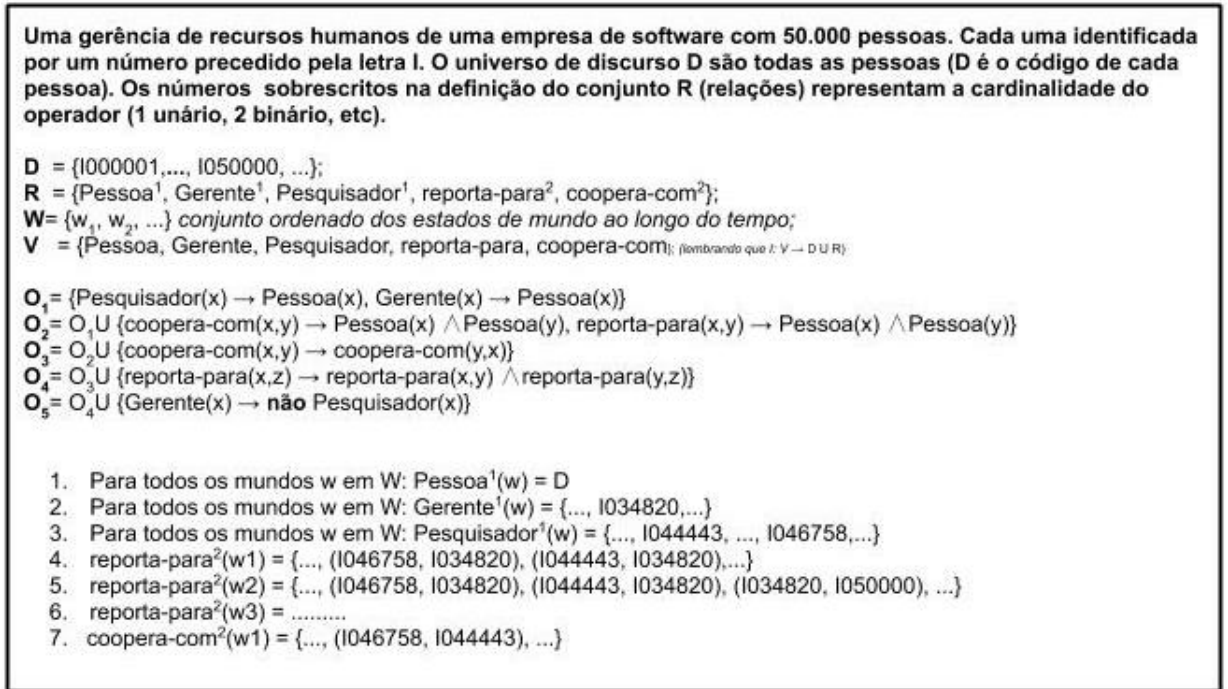 Uma gerência de recursos humanos de uma empresa de software com 50.000 pessoas. Cada uma identificada
por um número precedido pela letra I. O universo de discurso D são todas as pessoas (D é o código de cada
pessoa). Os números sobrescritos na definição do conjunto R (relações) representam a cardinalidade do
operador (1 unário, 2 binário, etc).
D = {I000001,..., I050000, ...};
R = {Pessoa¹, Gerente¹, Pesquisador¹, reporta-para², coopera-com²};
W= {w₁, w₂, ...} conjunto ordenado dos estados de mundo ao longo do tempo;
V = {Pessoa, Gerente, Pesquisador, reporta-para, coopera-com}; (lembrando que I: V → D U R)
O₁= {Pesquisador(x) → Pessoa(x), Gerente(x) → Pessoa(x)}
O₂= O₁U {coopera-com(x,y) → Pessoa(x) ∧Pessoa(y), reporta-para(x,y) → Pessoa(x) ∧Pessoa(y)}
O₃= O₂U {coopera-com(x,y) → coopera-com(y,x)}
O₄= O₃U {reporta-para(x,z) → reporta-para(x,y) ∧reporta-para(y,z)}
O₅= O₄U {Gerente(x) → não Pesquisador(x)}
1. Para todos os mundos w em W: Pessoa¹(w) = D
2. Para todos os mundos w em W: Gerente¹(w) = {..., I034820,...}
3. Para todos os mundos w em W: Pesquisador¹(w) = {..., I044443, ..., I046758,...}
4. reporta-para²(w1) = {..., (I046758, I034820), (I044443, I034820),...}
5. reporta-para²(w2) = {..., (I046758, I034820), (I044443, I034820), (I034820, I050000), ...}
6. reporta-para²(w3) = .........
7. coopera-com²(w1) = {..., (I046758, I044443), ...}